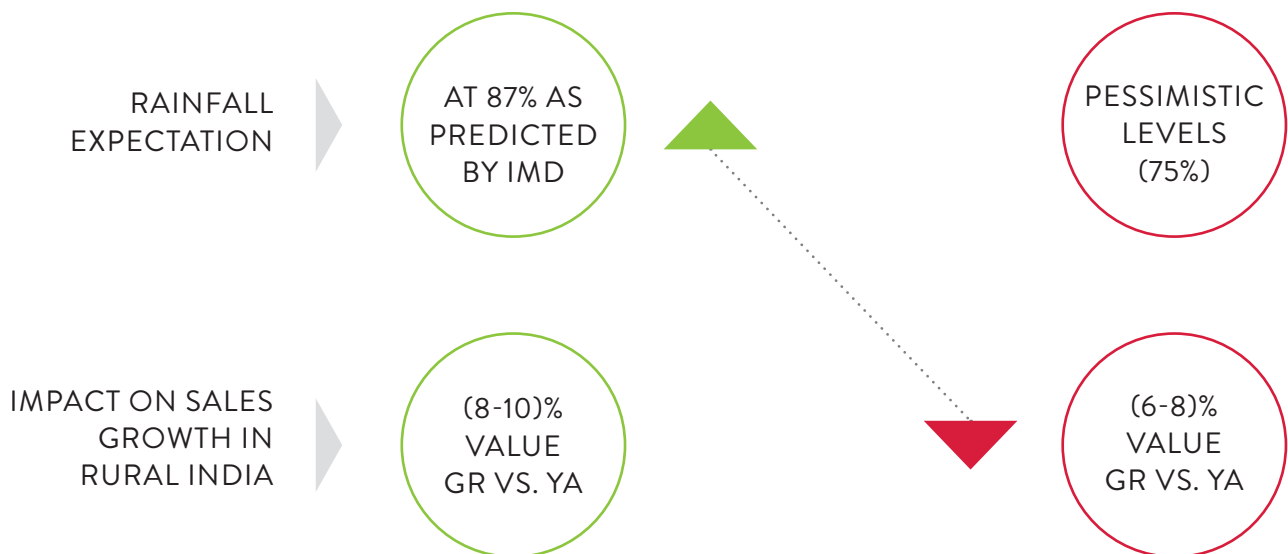 RAINFALL
EXPECTATION
AT 87% AS
PREDICTED
BY IMD
PESSIMISTIC
LEVELS
(75%)
IMPACT ON SALES
GROWTH IN
RURAL INDIA
(8-10)%
VALUE
GR VS. YA
(6-8)%
VALUE
GR VS. YA